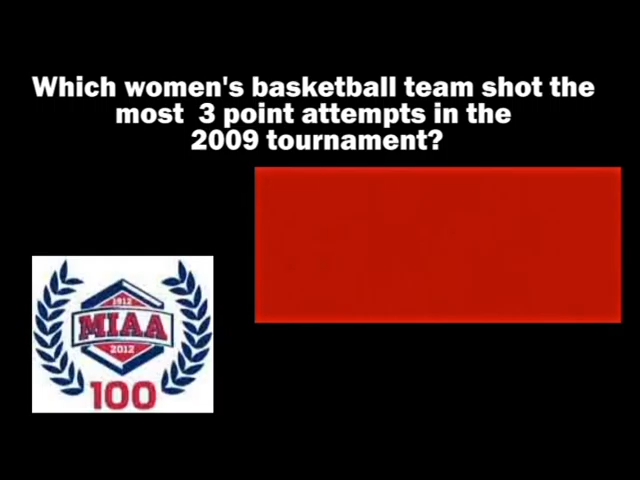 Which women's basketball team shot the
most 3 point attempts in the
2009 tournament?
1912
MIAA
2012
100